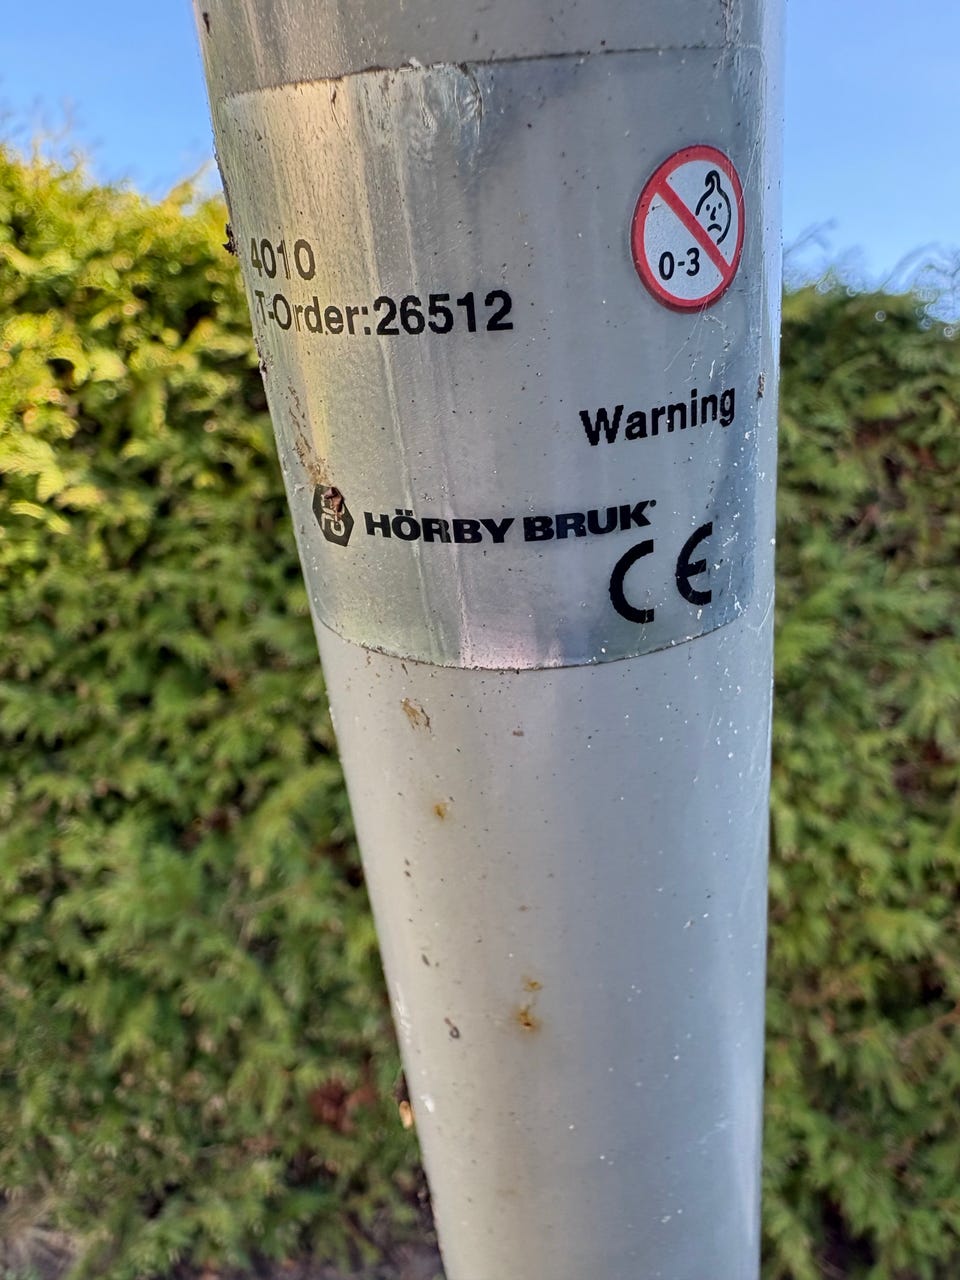 0-3
4010
T-Order:26512
Warning
HÖRBY BRUK
CE